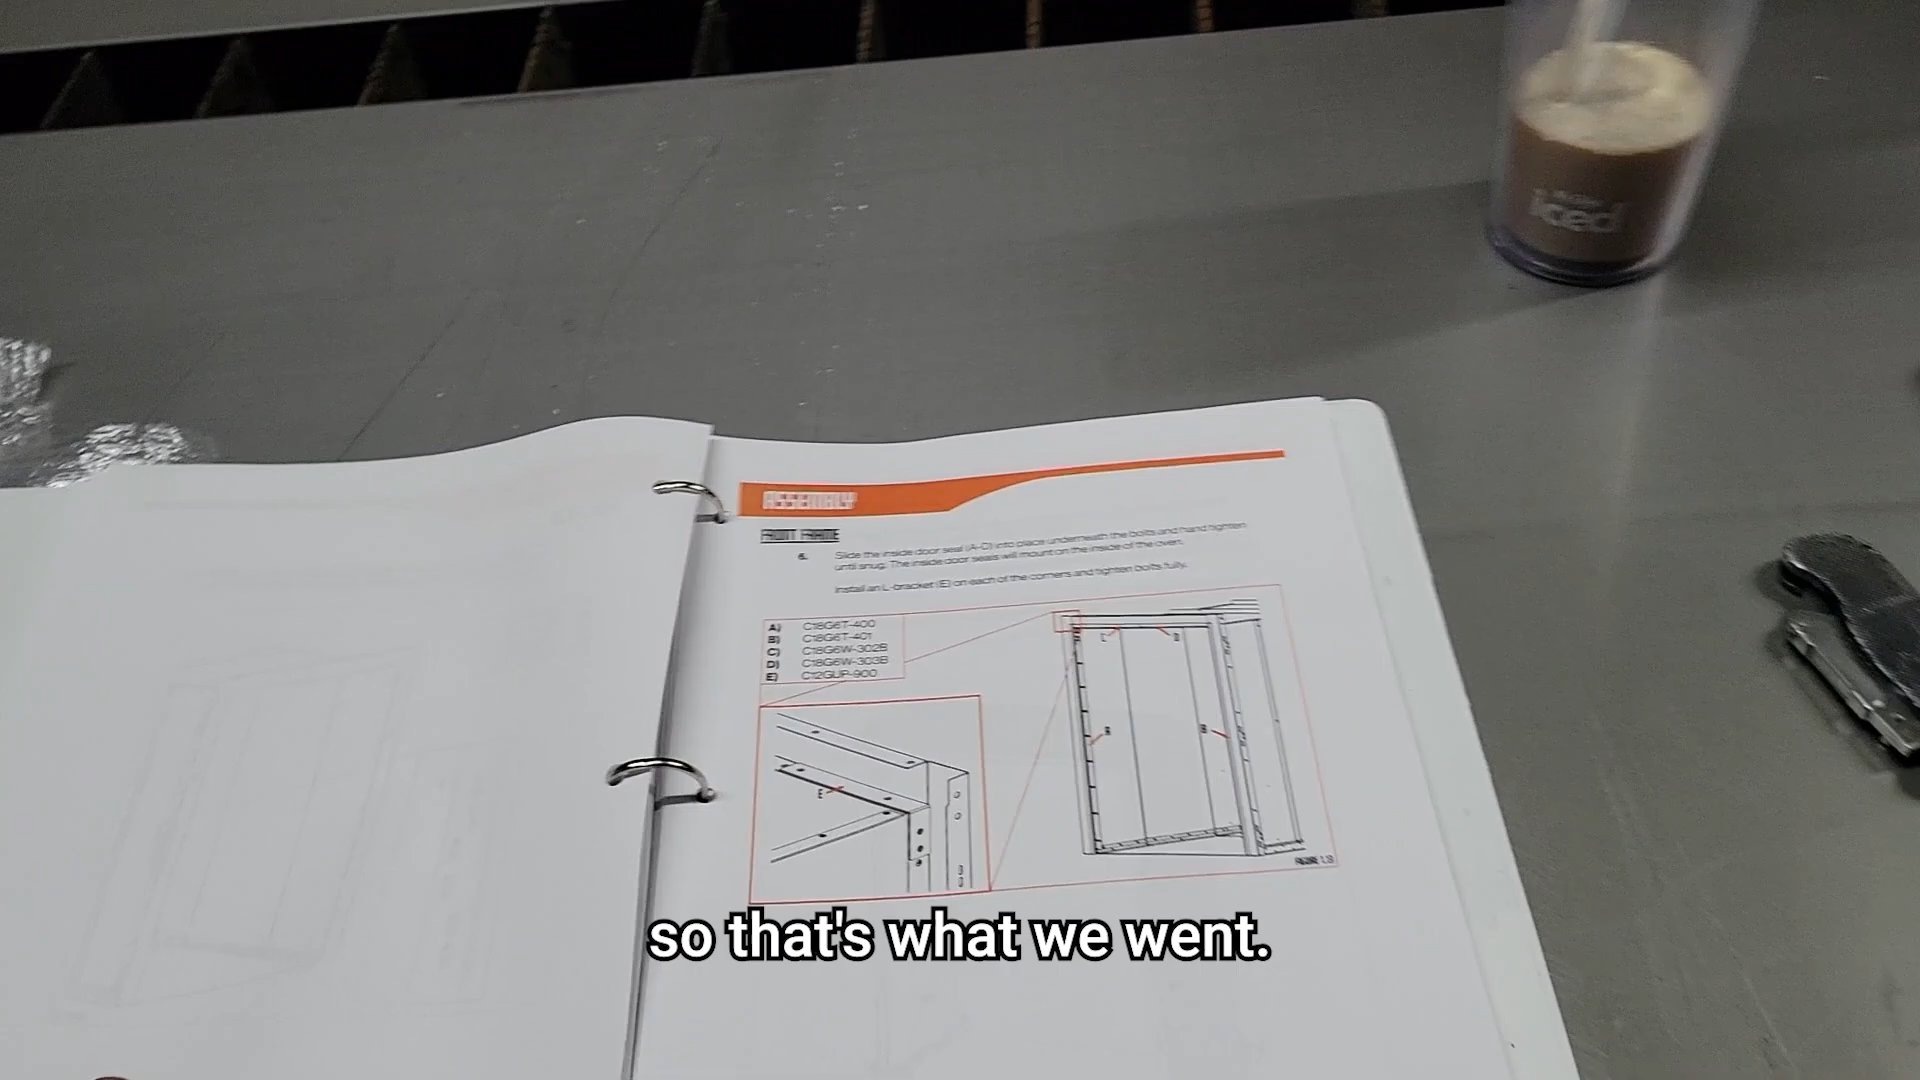 Iced
ASSEMBLY
FRONT FRAME
6. Slide the inside door seal (A-D) into place underneath the bolts and hand tighten
until snug. The inside door seals will mount on the inside of the oven.
Install an L-bracket (E) on each of the corners and tighten bolts fully.
A) C18G6T-400
B) C18G6T-401
C) C18G6W-302B
D) C18G6W-303B
E) C12GUP-900
C D
A B
E
FIGURE 1.13
so that's what we went.